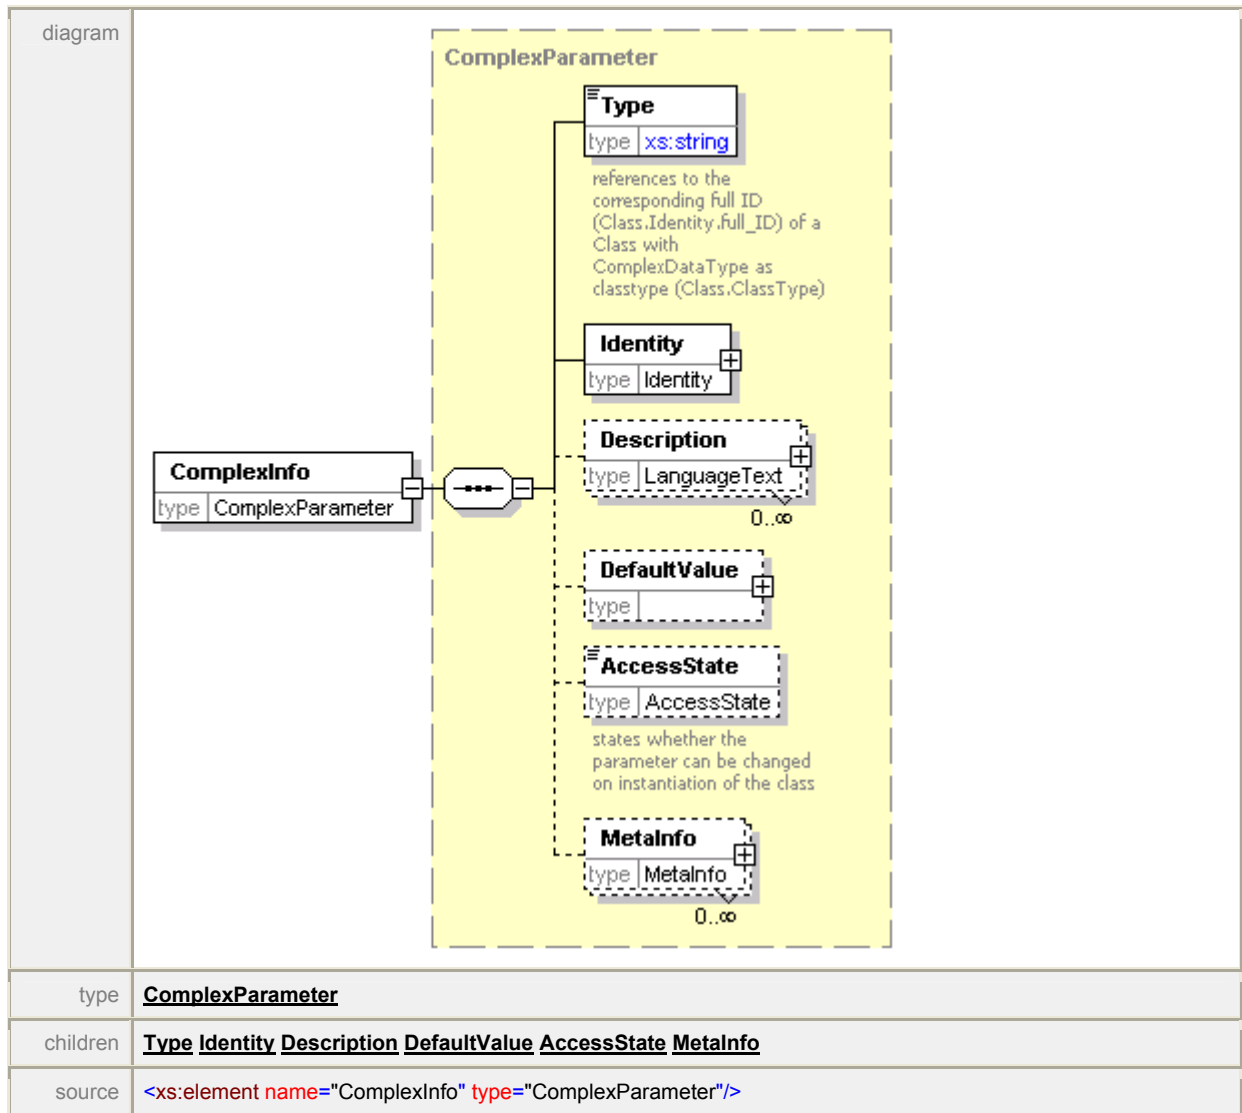 diagram
ComplexParameter
Type
type xs:string
references to the
corresponding full ID
(Class.Identity.full_ID) of a
Class with
ComplexDataType as
classtype (Class.ClassType)
Identity
type Identity
Description
type LanguageText
0..∞
ComplexInfo
type ComplexParameter
DefaultValue
type
AccessState
type AccessState
states whether the
parameter can be changed
on instantiation of the class
MetaInfo
type MetaInfo
0..∞
type ComplexParameter
children Type Identity Description DefaultValue AccessState MetaInfo
source <xs:element name="ComplexInfo" type="ComplexParameter"/>